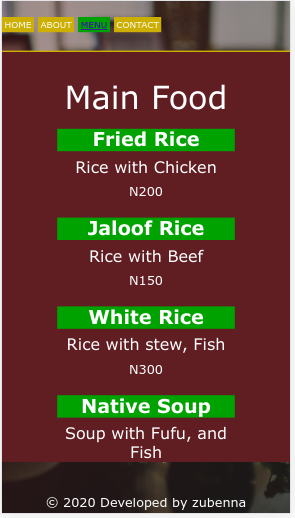 HOME ABOUT MENU CONTACT
Main Food
Fried Rice
Rice with Chicken
N200
Jaloof Rice
Rice with Beef
N150
White Rice
Rice with stew, Fish
N300
Native Soup
Soup with Fufu, and
Fish
© 2020 Developed by zubenna